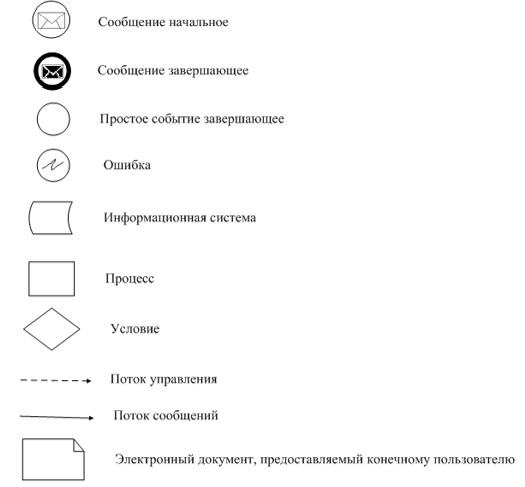 Сообщение начальное
Сообщение завершающее
Простое событие завершающее
Ошибка
Информационная система
Процесс
Условие
Поток управления
Поток сообщений
Электронный документ, предоставляемый конечному пользователю